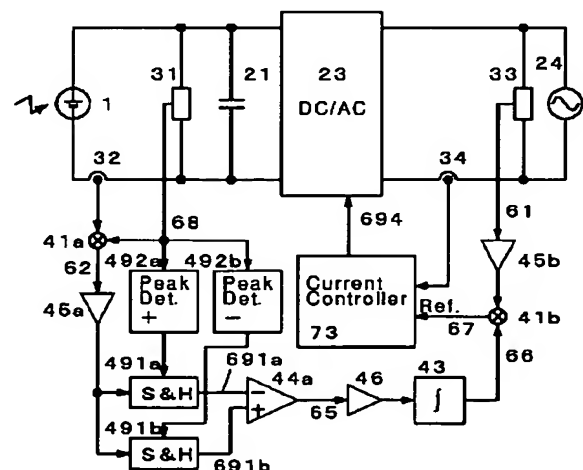 31
21
23
DC/AC
33
24
1
32
34
68
694
61
41a
62
492a
492b
45b
45a
Peak
Det.
+
Peak
Det.
-
Current
Controller
73
Ref.
67
41b
66
491a
691a
44a
46
43
S&H
-
+
65
∫
491b
S&H
691b